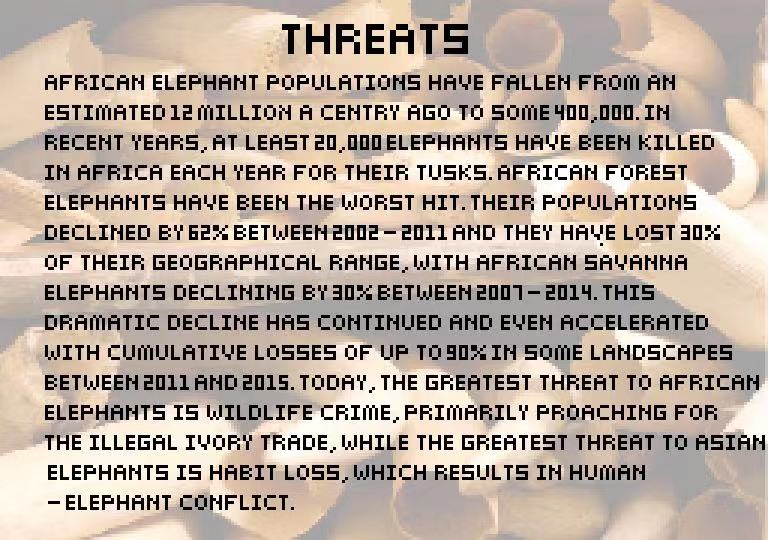 THREATS
AFRICAN ELEPHANT POPULATIONS HAVE FALLEN FROM AN
ESTIMATED 12 MILLION A CENTRY AGO TO SOME 400,000. IN
RECENT YEARS, AT LEAST 20,000 ELEPHANTS HAVE BEEN KILLED
IN AFRICA EACH YEAR FOR THEIR TUSKS. AFRICAN FOREST
ELEPHANTS HAVE BEEN THE WORST HIT. THEIR POPULATIONS
DECLINED BY 62% BETWEEN 2002 - 2011 AND THEY HAVE LOST 30%
OF THEIR GEOGRAPHICAL RANGE, WITH AFRICAN SAVANNA
ELEPHANTS DECLINING BY 30% BETWEEN 2007 - 2014. THIS
DRAMATIC DECLINE HAS CONTINUED AND EVEN ACCELERATED
WITH CUMULATIVE LOSSES OF UP TO 90% IN SOME LANDSCAPES
BETWEEN 2011 AND 2015. TODAY, THE GREATEST THREAT TO AFRICAN
ELEPHANTS IS WILDLIFE CRIME, PRIMARILY PROACHING FOR
THE ILLEGAL IVORY TRADE, WHILE THE GREATEST THREAT TO ASIAN
ELEPHANTS IS HABIT LOSS, WHICH RESULTS IN HUMAN
- ELEPHANT CONFLICT.